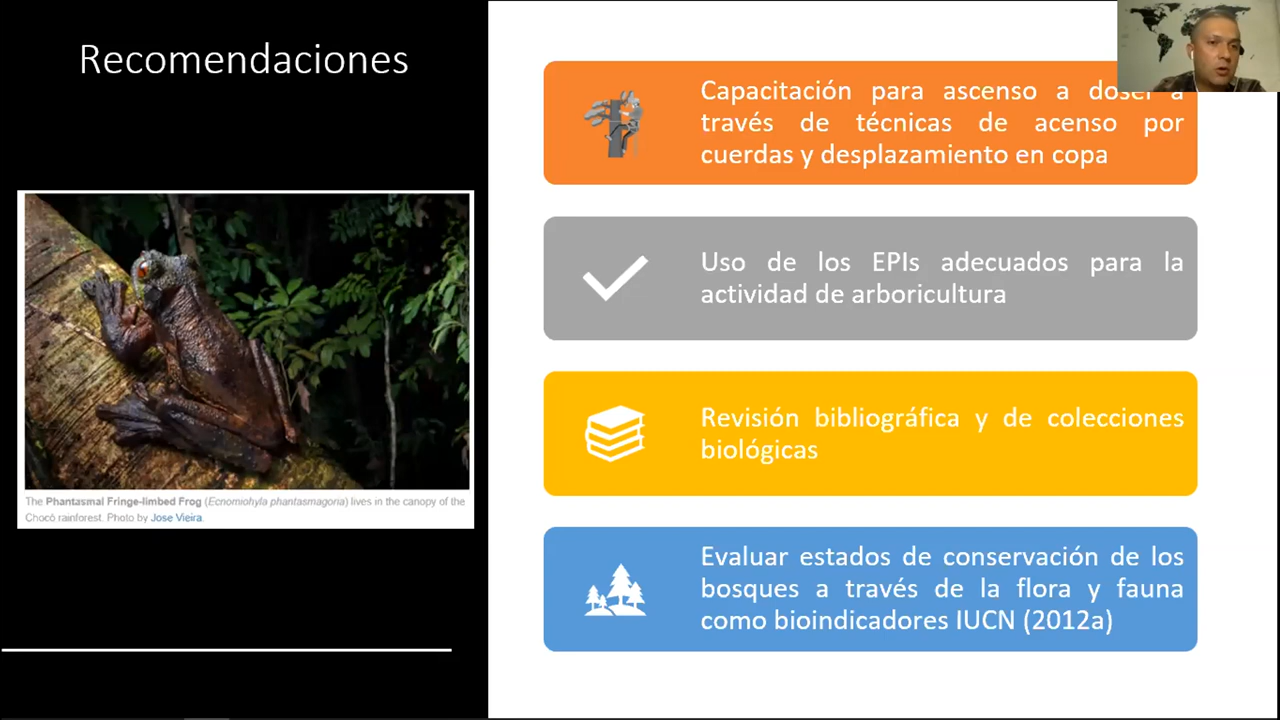 Recomendaciones
Capacitación para ascenso a dosel a
través de técnicas de acenso por
cuerdas y desplazamiento en copa
Uso de los EPIs adecuados para la
actividad de arboricultura
Revisión bibliográfica y de colecciones
biológicas
Evaluar estados de conservación de los
bosques a través de la flora y fauna
como bioindicadores IUCN (2012a)
The Phantasmal Fringe-limbed Frog (Ecnomiohyla phantasmagoria) lives in the canopy of the
Chocó rainforest. Photo by Jose Vieira.